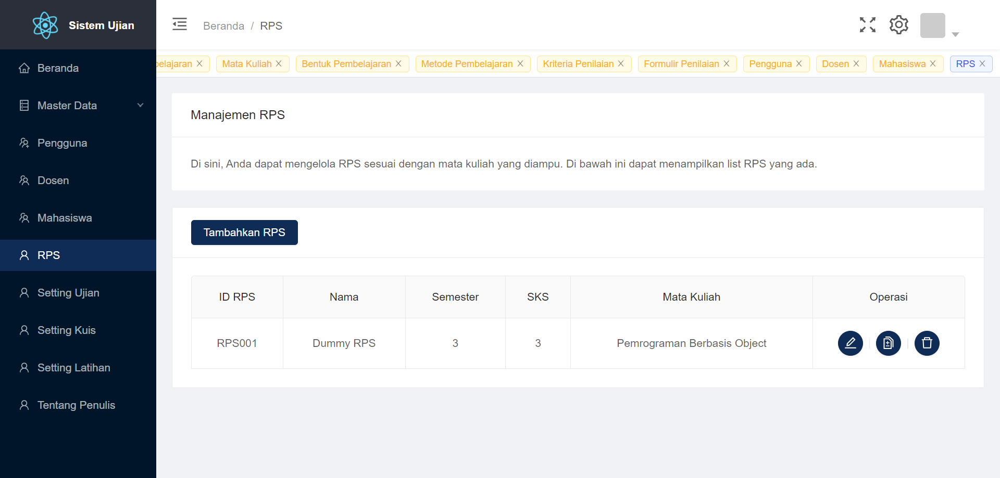 Sistem Ujian
Beranda
Master Data
Pengguna
Dosen
Mahasiswa
RPS
Setting Ujian
Setting Kuis
Setting Latihan
Tentang Penulis
Beranda / RPS
belajaran Mata Kuliah Bentuk Pembelajaran Metode Pembelajaran Kriteria Penilaian Formulir Penilaian Pengguna Dosen Mahasiswa RPS
Manajemen RPS
Di sini, Anda dapat mengelola RPS sesuai dengan mata kuliah yang diampu. Di bawah ini dapat menampilkan list RPS yang ada.
Tambahkan RPS
ID RPS Nama Semester SKS Mata Kuliah Operasi
RPS001 Dummy RPS 3 3 Pemrograman Berbasis Object